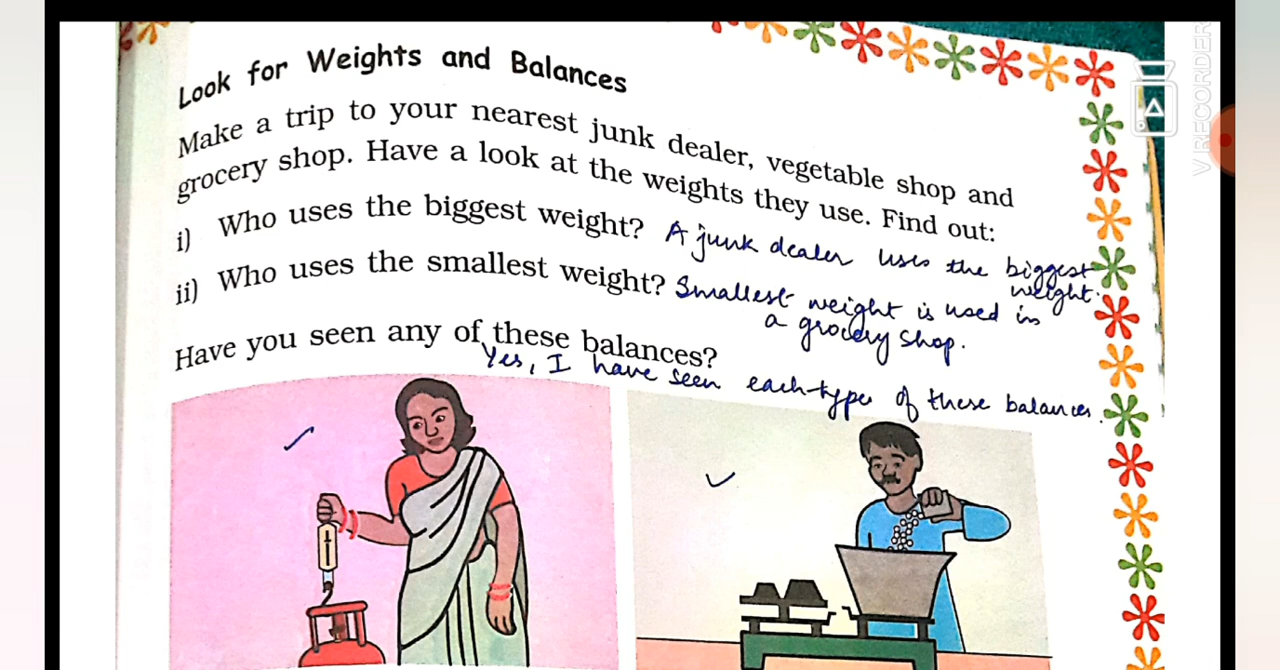 Look for Weights and Balances
Make a trip to your nearest junk dealer, vegetable shop and
grocery shop. Have a look at the weights they use. Find out:
i) Who uses the biggest weight? A junk dealer uses the biggest
weight.
ii) Who uses the smallest weight? Smallest weight is used in
a grocery shop.
Have you seen any of these balances?
Yes, I have seen each type of these balances.
V RECORDER